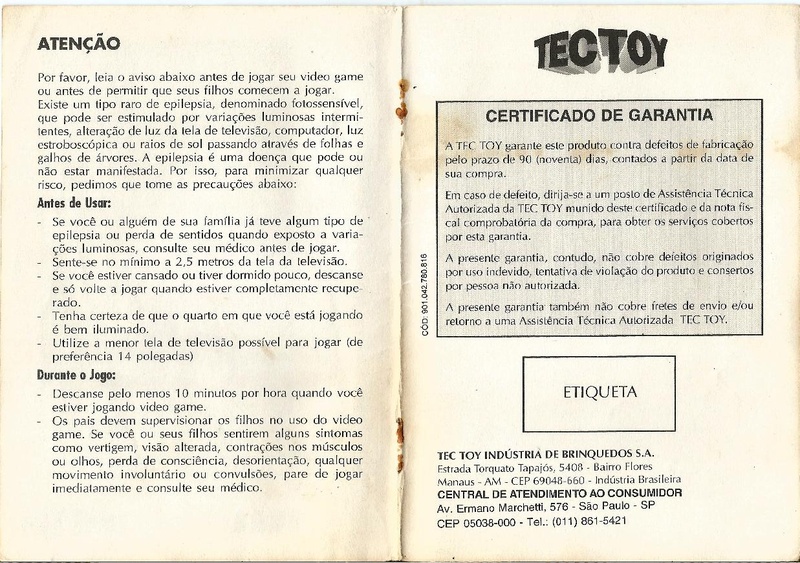 ATENÇÃO
Por favor, leia o aviso abaixo antes de jogar seu video game
ou antes de permitir que seus filhos comecem a jogar.
Existe um tipo raro de epilepsia, denominado fotossensível,
que pode ser estimulado por variações luminosas intermi-
tentes, alteração de luz da tela de televisão, computador, luz
estroboscópica ou raios de sol passando através de folhas e
galhos de árvores. A epilepsia é uma doença que pode ou
não estar manifestada. Por isso, para minimizar qualquer
risco, pedimos que tome as precauções abaixo:
Antes de Usar:
- Se você ou alguém de sua família já teve algum tipo de
epilepsia ou perda de sentidos quando exposto a varia-
ções luminosas, consulte seu médico antes de jogar.
- Sente-se no mínimo a 2,5 metros da tela da televisão.
- Se você estiver cansado ou tiver dormido pouco, descanse
e só volte a jogar quando estiver completamente recupe-
rado.
- Tenha certeza de que o quarto em que você está jogando
é bem iluminado.
- Utilize a menor tela de televisão possível para jogar (de
preferência 14 polegadas)
Durante o Jogo:
- Descanse pelo menos 10 minutos por hora quando você
estiver jogando video game.
- Os pais devem supervisionar os filhos no uso do video
game. Se você ou seus filhos sentirem alguns sintomas
como vertigem, visão alterada, contrações nos músculos
ou olhos, perda de consciência, desorientação, qualquer
movimento involuntário ou convulsões, pare de jogar
imediatamente e consulte seu médico.
TEC TOY
CERTIFICADO DE GARANTIA
A TEC TOY garante este produto contra defeitos de fabricação
pelo prazo de 90 (noventa) dias, contados a partir da data de
sua compra.
Em caso de defeito, dirija-se a um posto de Assistência Técnica
Autorizada da TEC TOY munido deste certificado e da nota fis-
cal comprobatória da compra, para obter os serviços cobertos
por esta garantia.
A presente garantia, contudo, não cobre defeitos originados
por uso indevido, tentativa de violação do produto e consertos
por pessoa não autorizada.
A presente garantia também não cobre fretes de envio e/ou
retorno a uma Assistência Técnica Autorizada TEC TOY.
CÓD: 901.042.780.816
ETIQUETA
TEC TOY INDÚSTRIA DE BRINQUEDOS S.A.
Estrada Torquato Tapajós, 5408 - Bairro Flores
Manaus - AM - CEP 69048-660 - Indústria Brasileira
CENTRAL DE ATENDIMENTO AO CONSUMIDOR
Av. Ermano Marchetti, 576 - São Paulo - SP
CEP 05038-000 - Tel.: (011) 861-5421